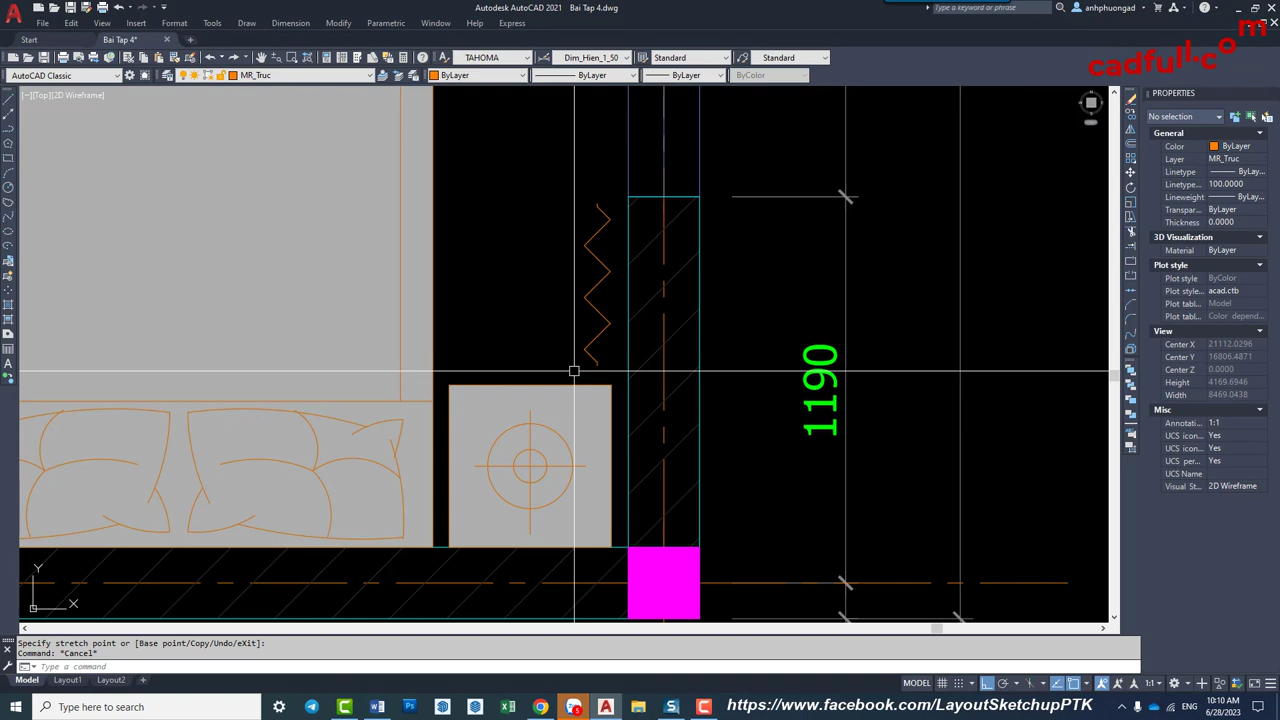 Autodesk AutoCAD 2021   Bai Tap 4.dwg
Type a keyword or phrase
anhphuongad
File Edit View Insert Format Tools Draw Dimension Modify Parametric Window Help Express
cadfull.com
Start Bai Tap 4*
TAHOMA Dim_Hien_1_50 Standard Standard
AutoCAD Classic MR_Truc ByLayer ByLayer ByLayer ByColor
[−][Top][2D Wireframe]
PROPERTIES
No selection
General
Color ByLayer
Layer MR_Truc
Linetype ByLay...
Linetype... 100.0000
Lineweight ByLay...
Transpar... ByLayer
Thickness 0.0000
3D Visualization
Material ByLayer
Plot style
Plot style ByColor
Plot style... acad.ctb
Plot tabl... Model
Plot tabl... Color depend...
View
Center X 21112.0296
Center Y 16806.4871
Center Z 0.0000
Height 4169.6946
Width 8469.0438
Misc
Annotati... 1:1
UCS icon... Yes
UCS icon... Yes
UCS per... Yes
UCS Name
Visual St... 2D Wireframe
1190
Y
X
Specify stretch point or [Base point/Copy/Undo/eXit]:
Command: *Cancel*
Type a command
Model Layout1 Layout2
MODEL 1:1
Type here to search
5
https://www.facebook.com/LayoutSketchupPTK
10:10 AM
6/28/2023